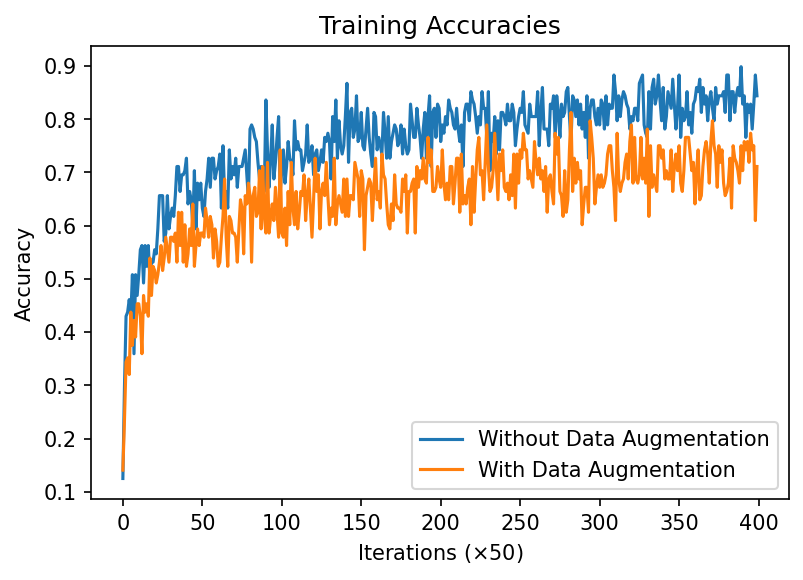 Training Accuracies
Accuracy
0.9
0.8
0.7
0.6
0.5
0.4
0.3
0.2
0.1
Without Data Augmentation
With Data Augmentation
0 50 100 150 200 250 300 350 400
Iterations (×50)